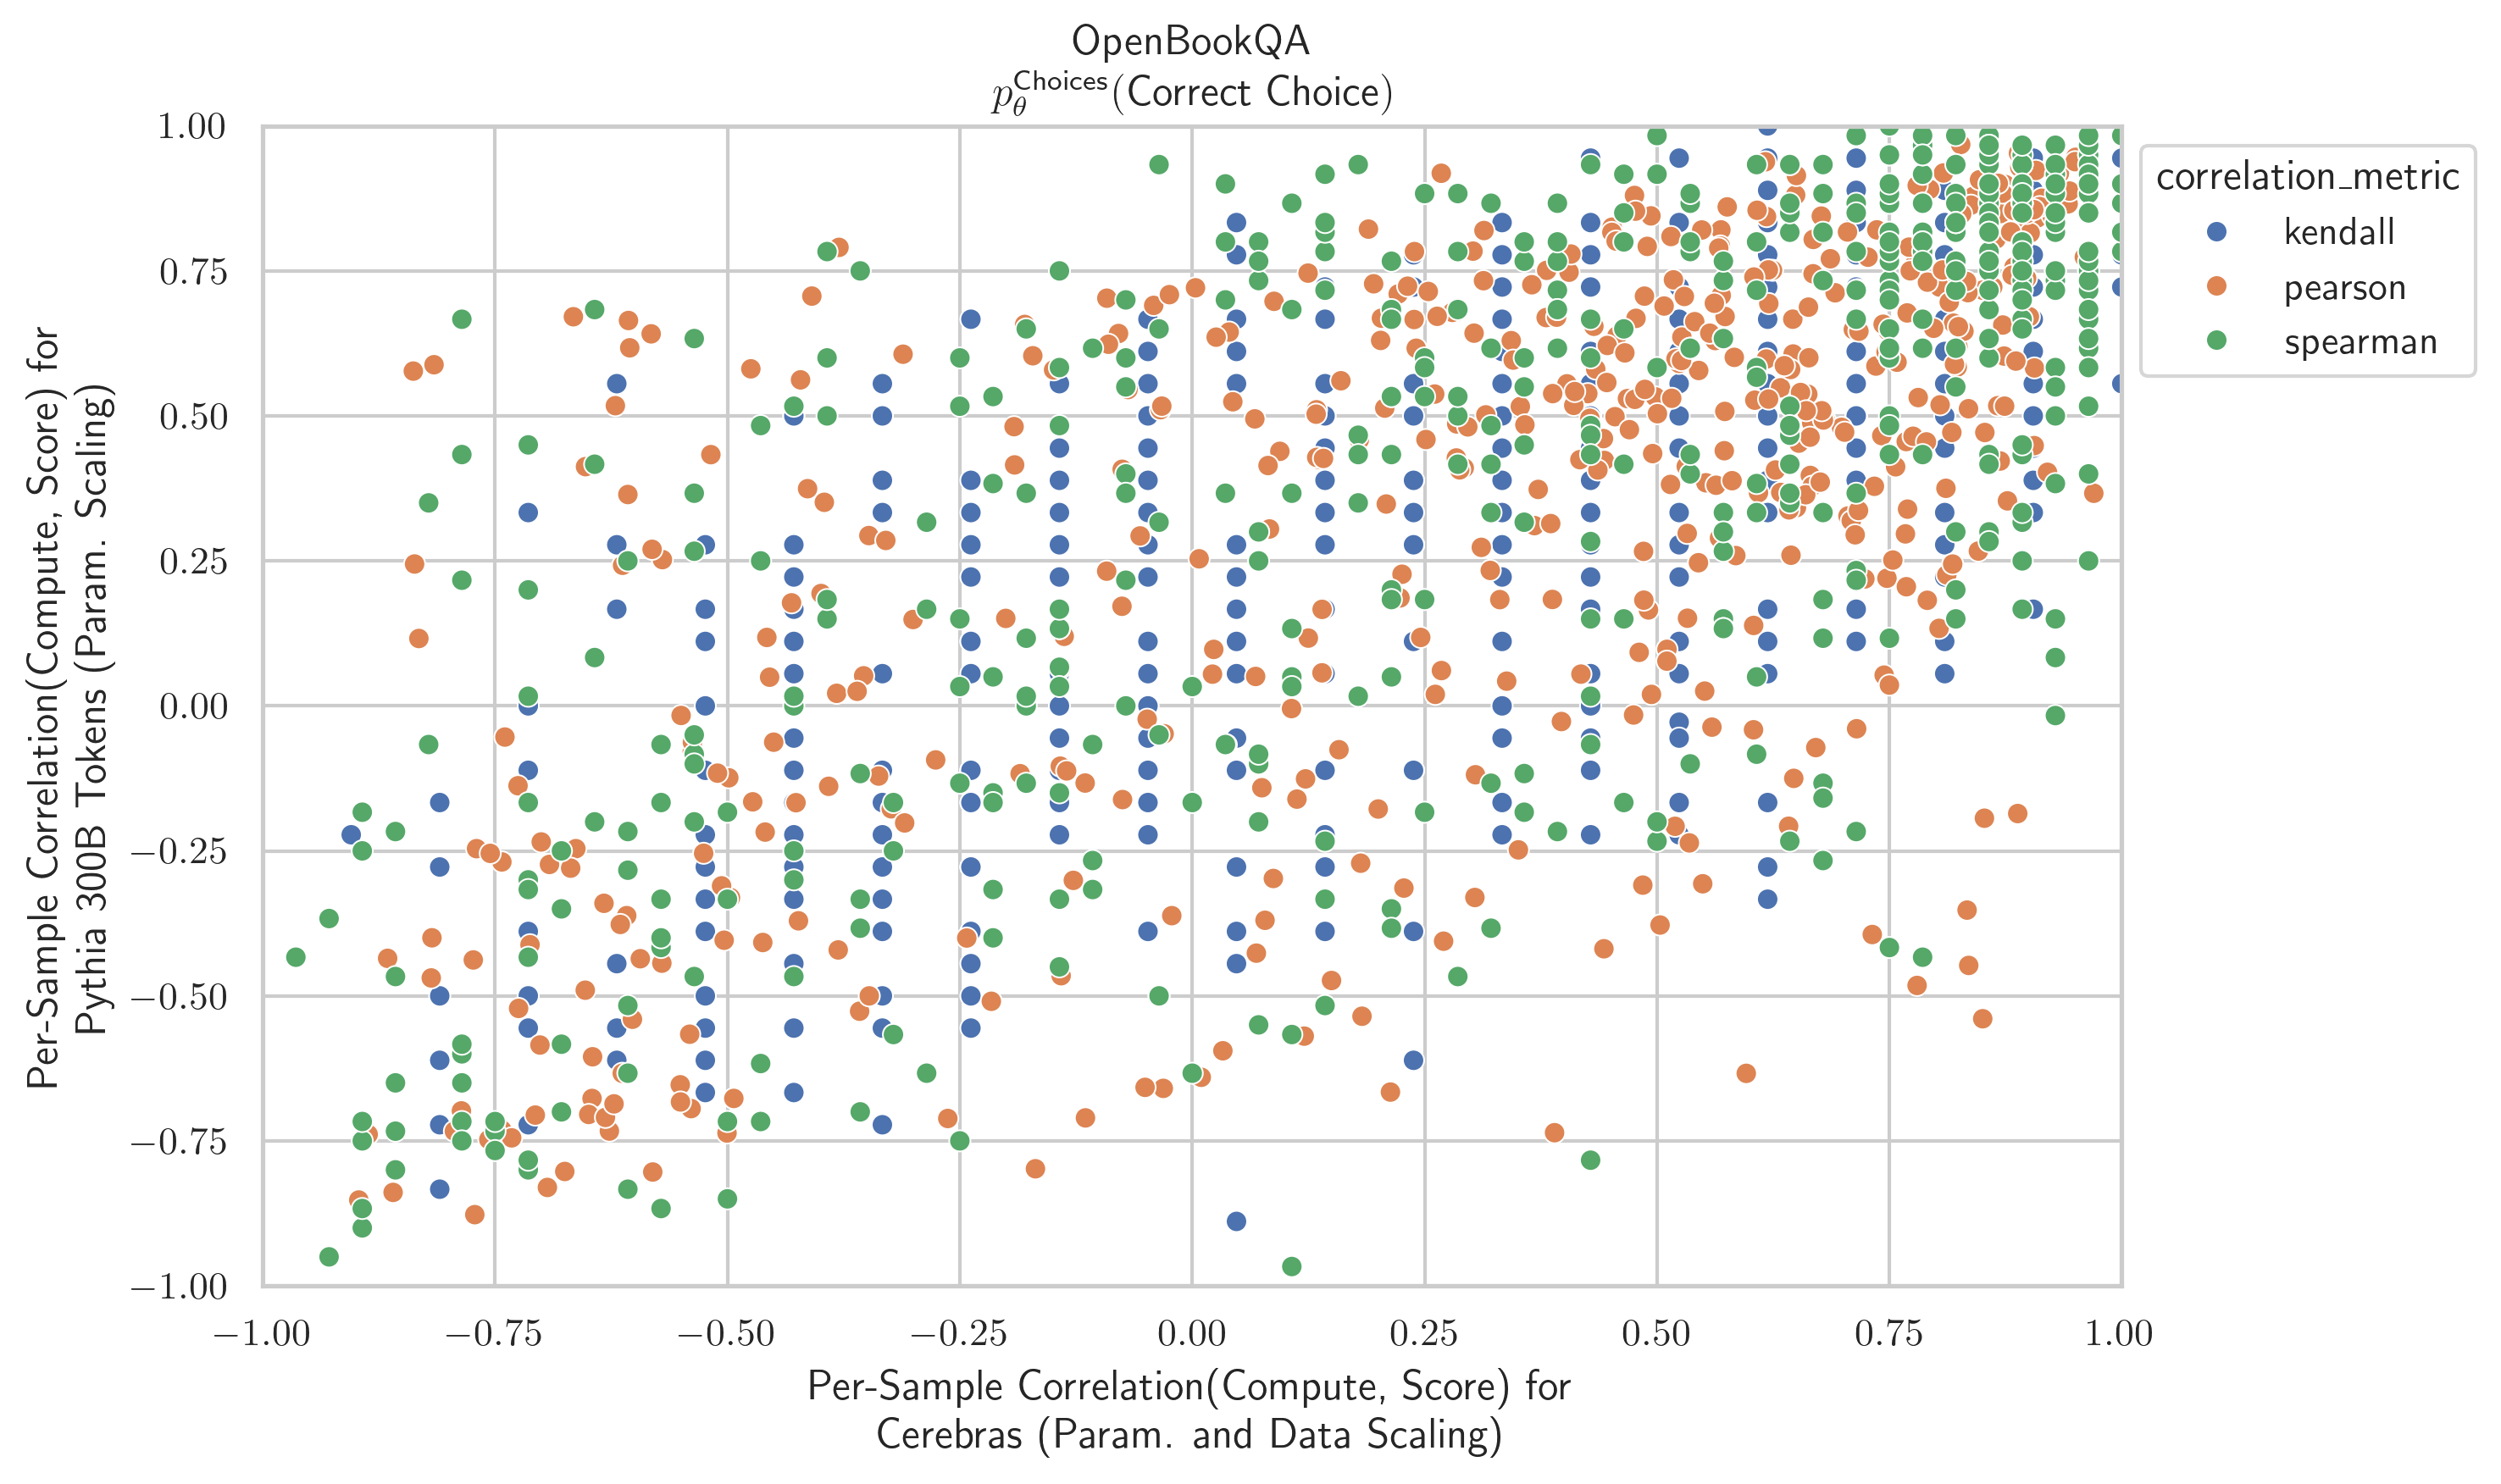 OpenBookQA
p_θ^Choices(Correct Choice)
1.00
0.75
0.50
0.25
0.00
−0.25
−0.50
−0.75
−1.00
Per-Sample Correlation(Compute, Score) for
Pythia 300B Tokens (Param. Scaling)
correlation_metric
kendall
pearson
spearman
−1.00 −0.75 −0.50 −0.25 0.00 0.25 0.50 0.75 1.00
Per-Sample Correlation(Compute, Score) for
Cerebras (Param. and Data Scaling)